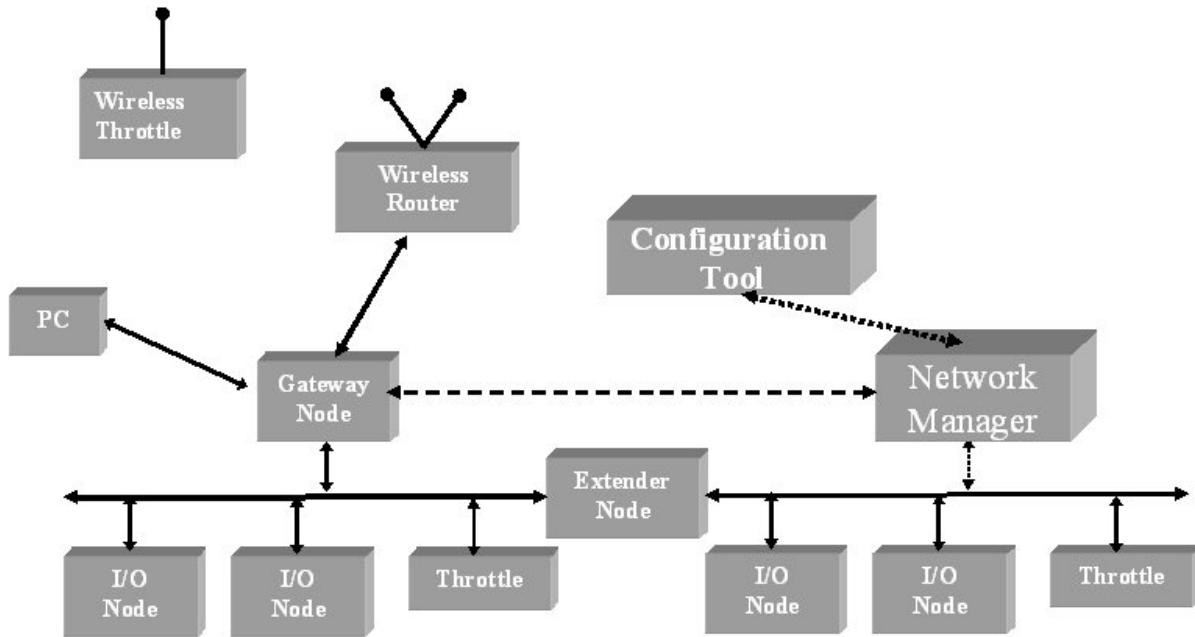 Wireless
Throttle
Wireless
Router
Configuration
Tool
PC
Gateway
Node
Network
Manager
Extender
Node
I/O
Node
I/O
Node
Throttle
I/O
Node
I/O
Node
Throttle